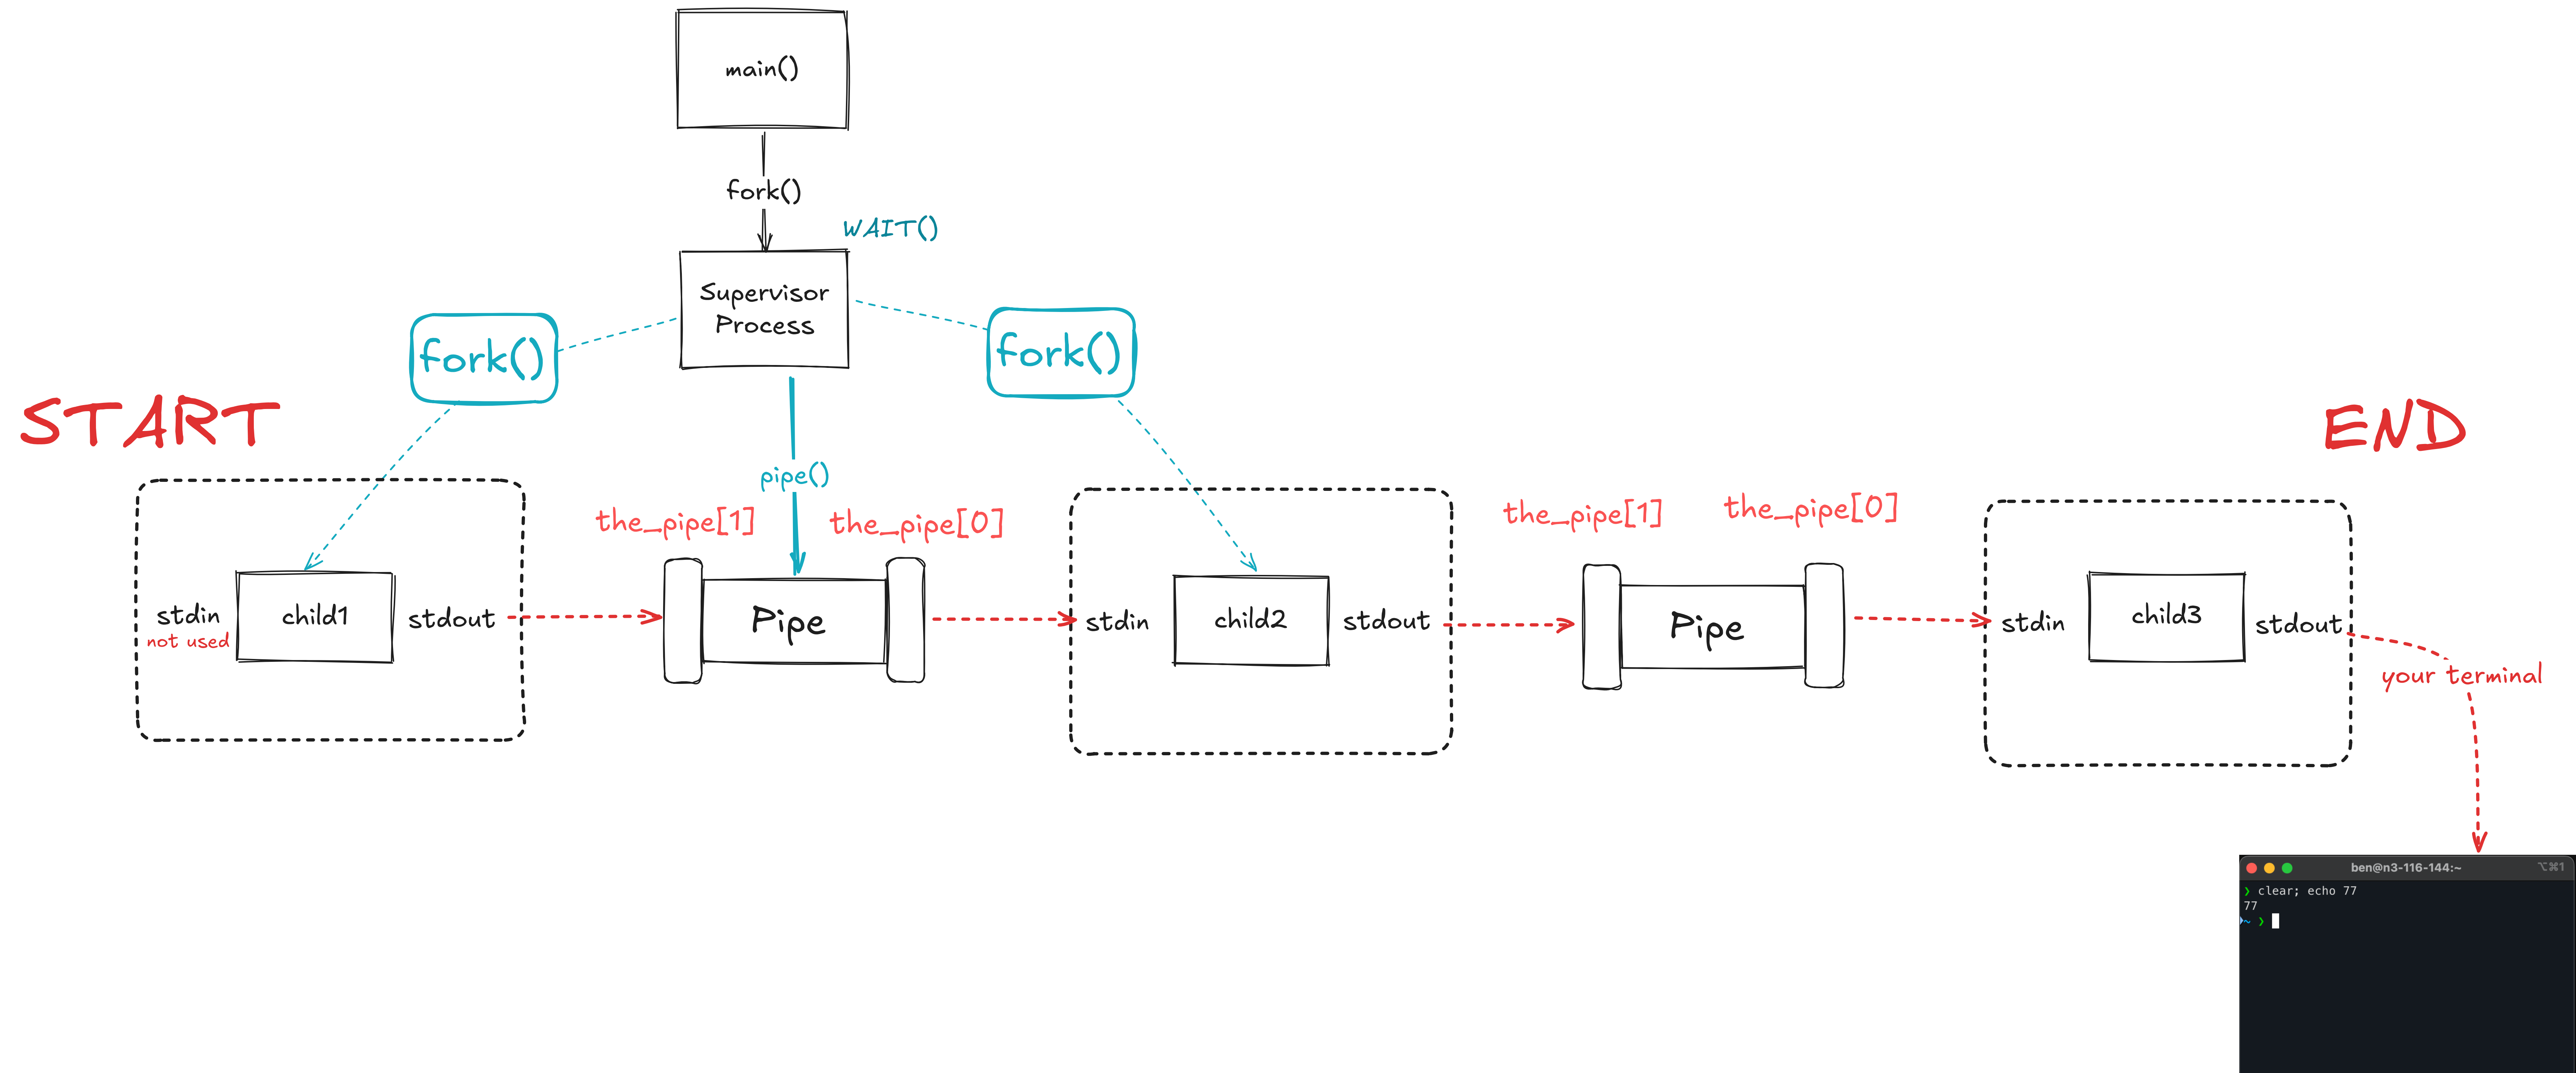 main()
fork()
WAIT()
Supervisor
Process
fork()
fork()
START
END
pipe()
the_pipe[1]
the_pipe[0]
the_pipe[1]
the_pipe[0]
stdin
not used
child1
stdout
Pipe
stdin
child2
stdout
Pipe
stdin
child3
stdout
your terminal
ben@n3-116-144:~
⌥⌘1
❯ clear; echo 77
77
~ ❯